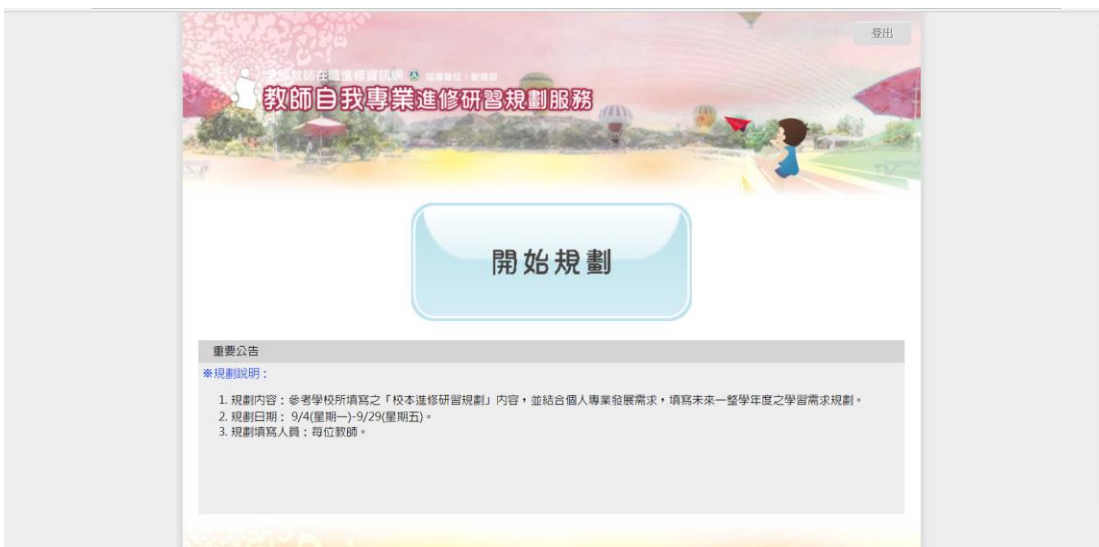 登出
全國教師在職進修資訊網 指導單位：教育部
教師自我專業進修研習規劃服務
開始規劃
重要公告
※規劃說明：
1. 規劃內容：參考學校所填寫之「校本進修研習規劃」內容，並結合個人專業發展需求，填寫未來一整學年度之學習需求規劃。
2. 規劃日期： 9/4(星期一)-9/29(星期五)。
3. 規劃填寫人員：每位教師。